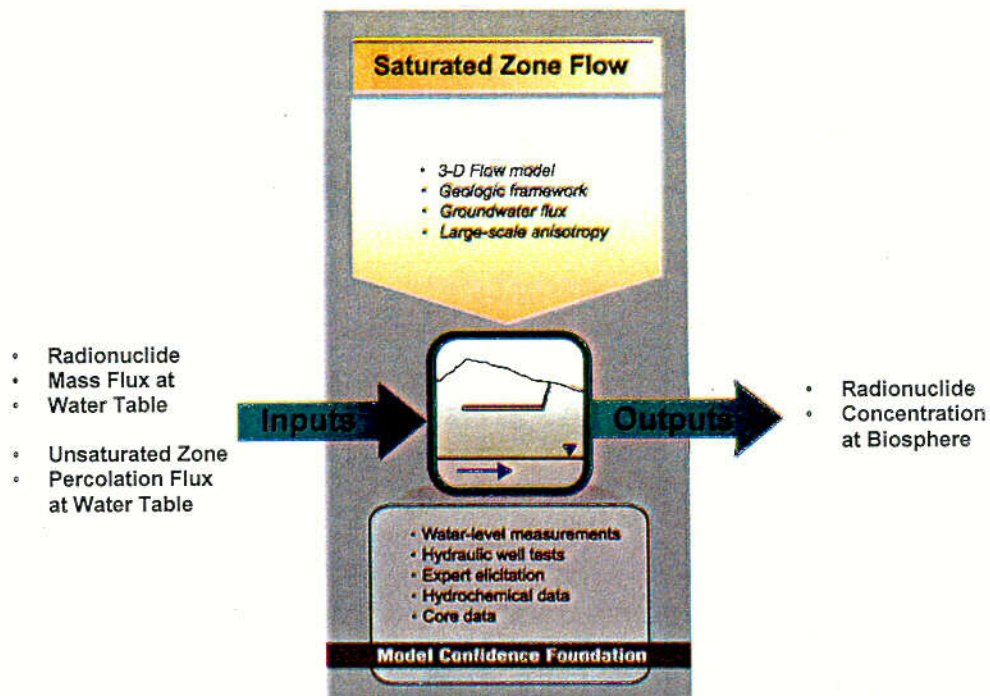 Saturated Zone Flow
• 3-D Flow model
• Geologic framework
• Groundwater flux
• Large-scale anisotropy
• Radionuclide
• Mass Flux at
• Water Table
• Unsaturated Zone
• Percolation Flux
at Water Table
Inputs
Outputs
• Radionuclide
• Concentration
at Biosphere
• Water-level measurements
• Hydraulic well tests
• Expert elicitation
• Hydrochemical data
• Core data
Model Confidence Foundation